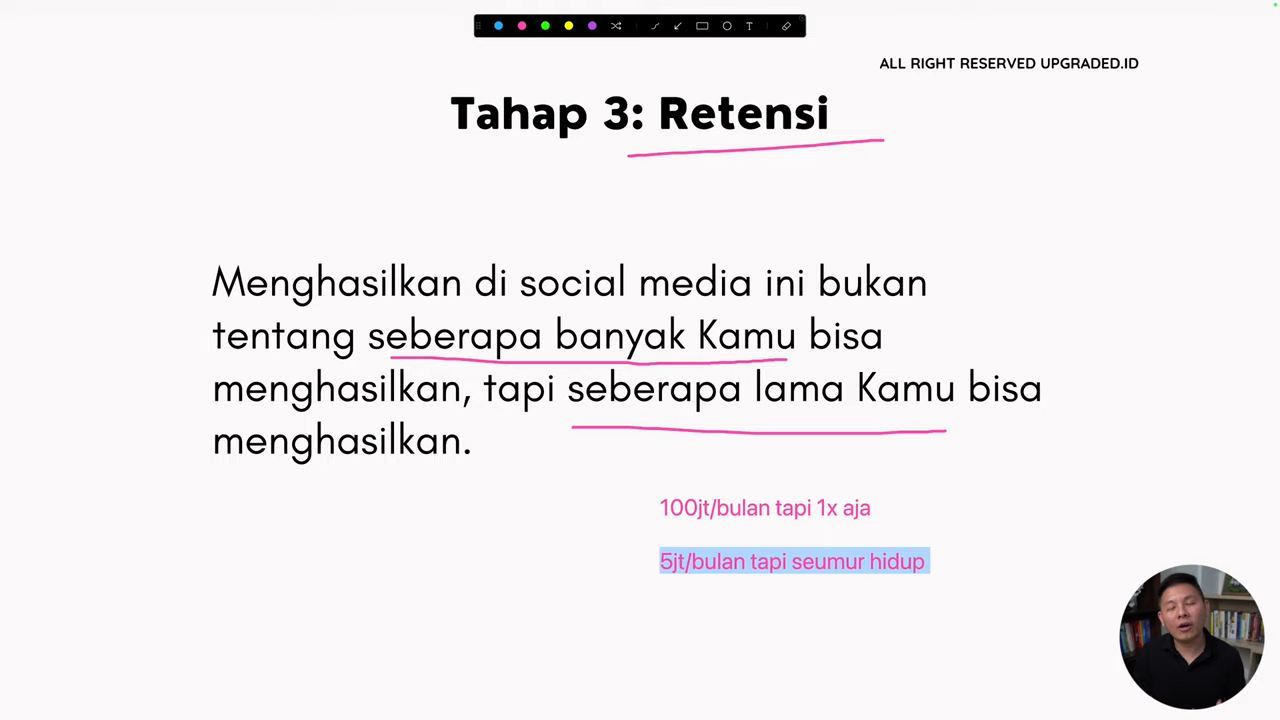 ALL RIGHT RESERVED UPGRADED.ID
Tahap 3: Retensi
Menghasilkan di social media ini bukan
tentang seberapa banyak Kamu bisa
menghasilkan, tapi seberapa lama Kamu bisa
menghasilkan.
100jt/bulan tapi 1x aja
5jt/bulan tapi seumur hidup